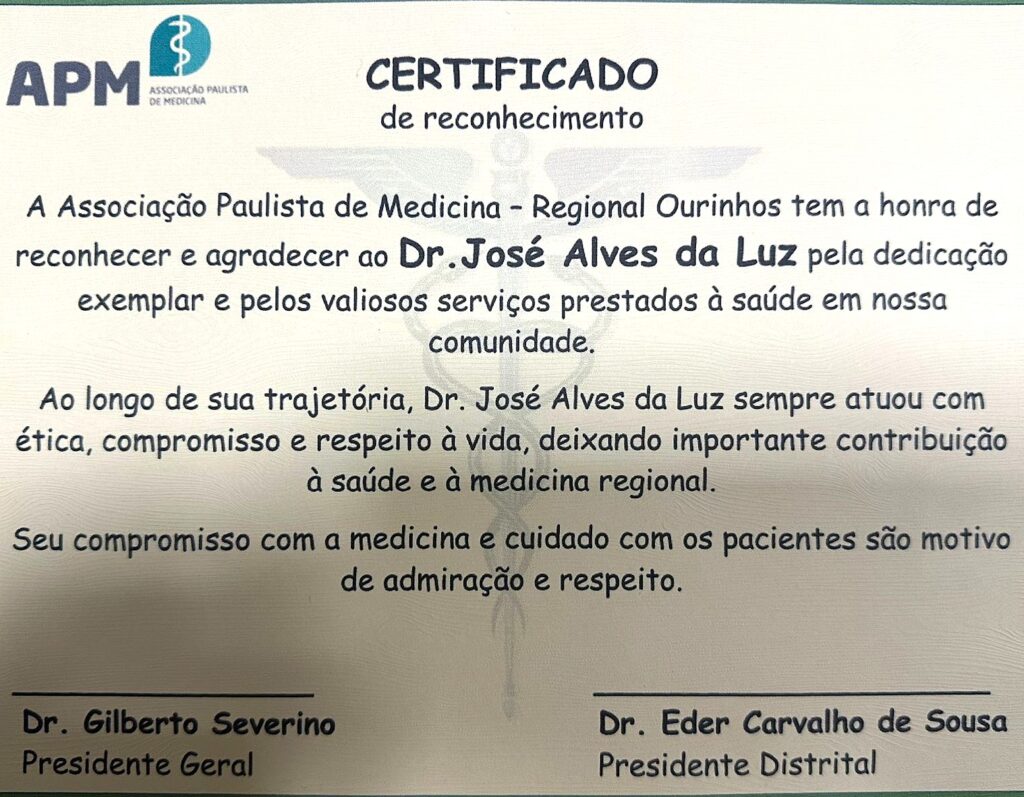 APM
ASSOCIAÇÃO PAULISTA
DE MEDICINA
CERTIFICADO
de reconhecimento
A Associação Paulista de Medicina – Regional Ourinhos tem a honra de
reconhecer e agradecer ao Dr.José Alves da Luz pela dedicação
exemplar e pelos valiosos serviços prestados à saúde em nossa
comunidade.
Ao longo de sua trajetória, Dr. José Alves da Luz sempre atuou com
ética, compromisso e respeito à vida, deixando importante contribuição
à saúde e à medicina regional.
Seu compromisso com a medicina e cuidado com os pacientes são motivo
de admiração e respeito.
Dr. Gilberto Severino
Presidente Geral
Dr. Eder Carvalho de Sousa
Presidente Distrital